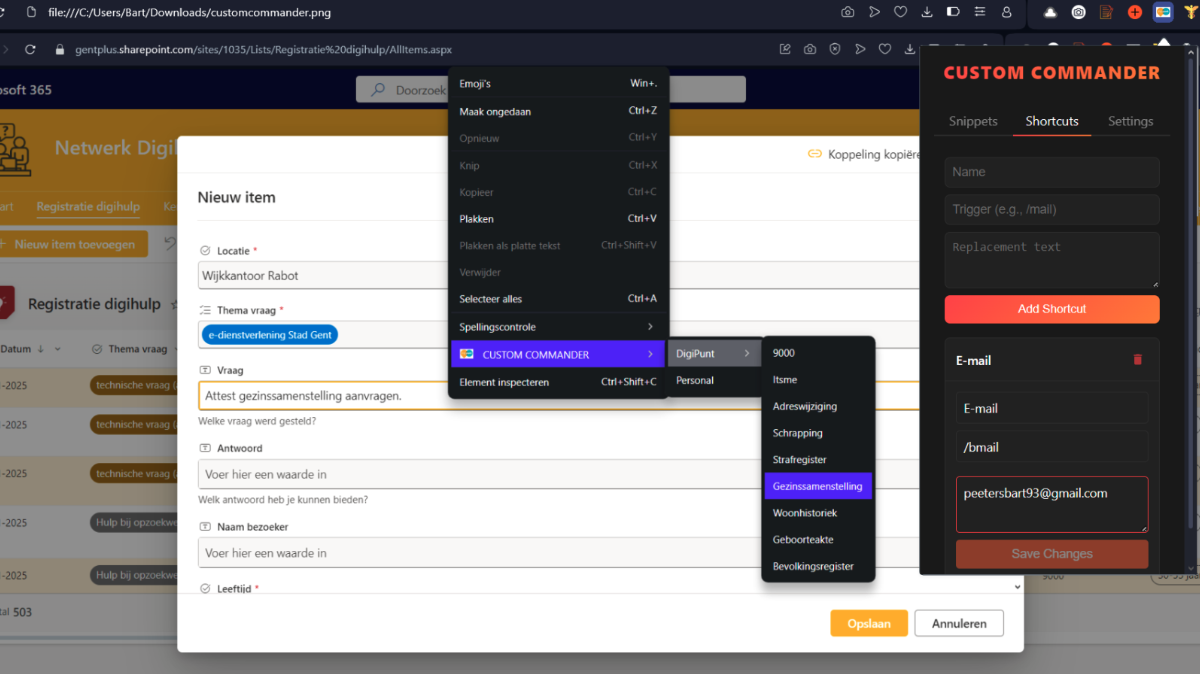 file:///C:/Users/Bart/Downloads/customcommander.png
gentplus.sharepoint.com/sites/1035/Lists/Registratie%20digihulp/AllItems.aspx
osoft 365
Doorzoek
Netwerk Digi
art
Registratie digihulp
Ke
+ Nieuw item toevoegen
Registratie digihulp
Datum
Thema vraag
-2025
technische vraag (
-2025
technische vraag (
-2025
technische vraag (
-2025
Hulp bij opzoekwe
-2025
Hulp bij opzoekwe
tal 503
Koppeling kopiëre
Nieuw item
Locatie *
Wijkkantoor Rabot
Thema vraag *
e-dienstverlening Stad Gent
Vraag
Attest gezinssamenstelling aanvragen.
Welke vraag werd gesteld?
Antwoord
Voer hier een waarde in
Welk antwoord heb je kunnen bieden?
Naam bezoeker
Voer hier een waarde in
Leeftijd *
Opslaan
Annuleren
Emoji's Win+.
Maak ongedaan Ctrl+Z
Opnieuw Ctrl+Y
Knip Ctrl+X
Kopieer Ctrl+C
Plakken Ctrl+V
Plakken als platte tekst Ctrl+Shift+V
Verwijder
Selecteer alles Ctrl+A
Spellingscontrole
CUSTOM COMMANDER
Element inspecteren Ctrl+Shift+C
DigiPunt
Personal
9000
Itsme
Adreswijziging
Schrapping
Strafregister
Gezinssamenstelling
Woonhistoriek
Geboorteakte
Bevolkingsregister
CUSTOM COMMANDER
Snippets Shortcuts Settings
Name
Trigger (e.g., /mail)
Replacement text
Add Shortcut
E-mail
E-mail
/bmail
peetersbart93@gmail.com
Save Changes
9000